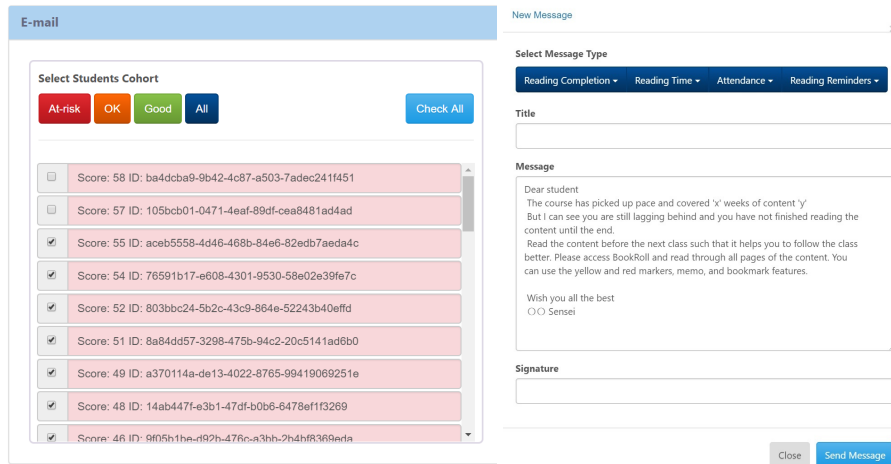 E-mail
Select Students Cohort
At-risk OK Good All Check All
Score: 58 ID: ba4dcba9-9b42-4c87-a503-7adec241f451
Score: 57 ID: 105bcb01-0471-4eaf-89df-cea8481ad4ad
Score: 55 ID: aceb5558-4d46-468b-84e6-82edb7aeda4c
Score: 54 ID: 76591b17-e608-4301-9530-58e02e39fe7c
Score: 52 ID: 803bbc24-5b2c-43c9-864e-52243b40effd
Score: 51 ID: 8a84dd57-3298-475b-94c2-20c5141ad6b0
Score: 49 ID: a370114a-de13-4022-8765-99419069251e
Score: 48 ID: 14ab447f-e3b1-47df-b0b6-6478ef1f3269
Score: 46 ID: 9f05b1be-d92b-476c-a3bb-2b4bf8369eda
New Message
Select Message Type
Reading Completion Reading Time Attendance Reading Reminders
Title
Message
Dear student
The course has picked up pace and covered 'x' weeks of content 'y'
But I can see you are still lagging behind and you have not finished reading the
content until the end.
Read the content before the next class such that it helps you to follow the class
better. Please access BookRoll and read through all pages of the content. You
can use the yellow and red markers, memo, and bookmark features.
Wish you all the best
〇〇 Sensei
Signature
Close Send Message